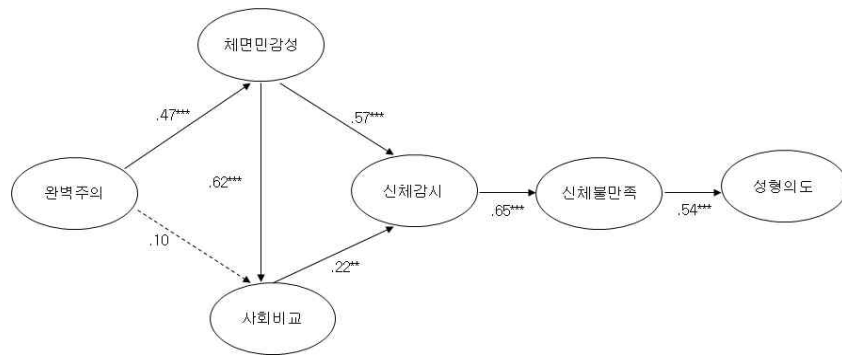 체면민감성
.47***
.57***
완벽주의
.62***
신체감시
.65***
신체불만족
.54***
성형의도
.10
.22**
사회비교